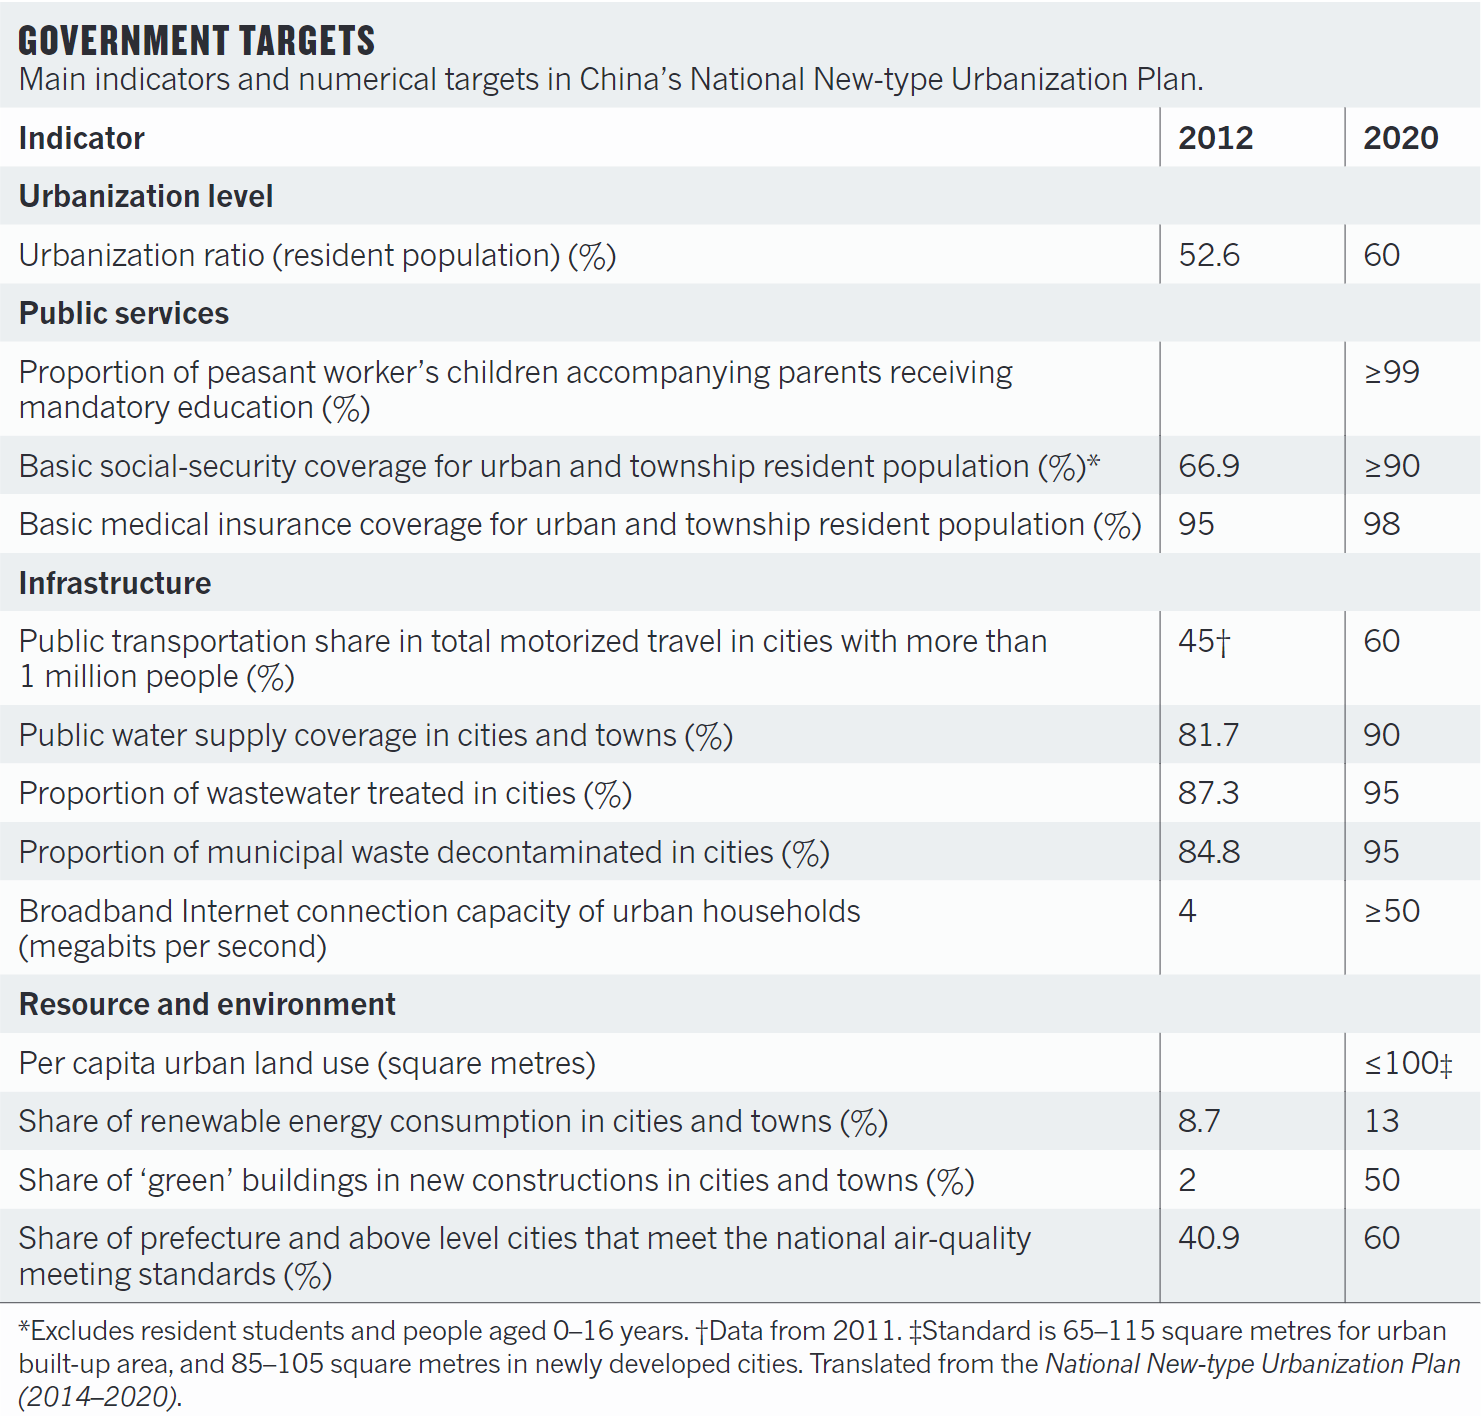 GOVERNMENT TARGETS
Main indicators and numerical targets in China’s National New-type Urbanization Plan.
Indicator 2012 2020
Urbanization level
Urbanization ratio (resident population) (%) 52.6 60
Public services
Proportion of peasant worker’s children accompanying parents receiving ≥99
mandatory education (%)
Basic social-security coverage for urban and township resident population (%)* 66.9 ≥90
Basic medical insurance coverage for urban and township resident population (%) 95 98
Infrastructure
Public transportation share in total motorized travel in cities with more than 45† 60
1 million people (%)
Public water supply coverage in cities and towns (%) 81.7 90
Proportion of wastewater treated in cities (%) 87.3 95
Proportion of municipal waste decontaminated in cities (%) 84.8 95
Broadband Internet connection capacity of urban households 4 ≥50
(megabits per second)
Resource and environment
Per capita urban land use (square metres) ≤100‡
Share of renewable energy consumption in cities and towns (%) 8.7 13
Share of ‘green’ buildings in new constructions in cities and towns (%) 2 50
Share of prefecture and above level cities that meet the national air-quality 40.9 60
meeting standards (%)
*Excludes resident students and people aged 0–16 years. †Data from 2011. ‡Standard is 65–115 square metres for urban
built-up area, and 85–105 square metres in newly developed cities. Translated from the National New-type Urbanization Plan
(2014–2020).